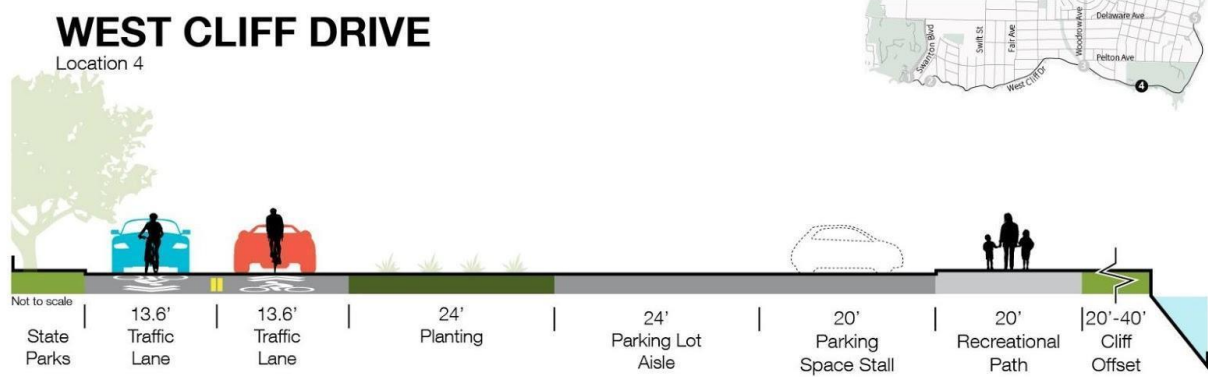 WEST CLIFF DRIVE
Location 4
Delaware Ave
Swanton Blvd
Swift St
Fair Ave
Woodrow Ave
Pelton Ave
West Cliff Dr
4
Not to scale
State
Parks
13.6’
Traffic
Lane
13.6’
Traffic
Lane
24’
Planting
24’
Parking Lot
Aisle
20’
Parking
Space Stall
20’
Recreational
Path
20’-40’
Cliff
Offset